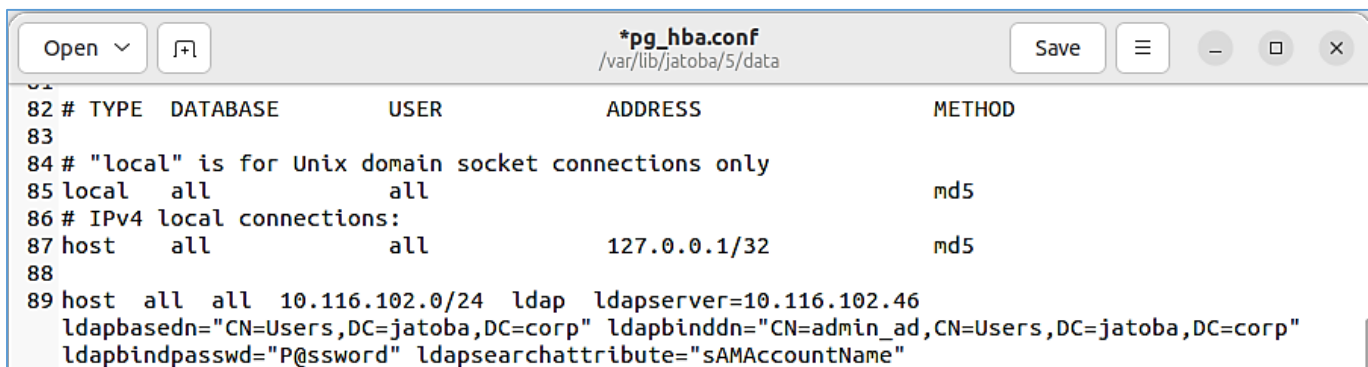 Open
*pg_hba.conf
/var/lib/jatoba/5/data
Save
82 # TYPE DATABASE USER ADDRESS METHOD
83
84 # "local" is for Unix domain socket connections only
85 local all all md5
86 # IPv4 local connections:
87 host all all 127.0.0.1/32 md5
88
89 host all all 10.116.102.0/24 ldap ldapserver=10.116.102.46
ldapbasedn="CN=Users,DC=jatoba,DC=corp" ldapbinddn="CN=admin_ad,CN=Users,DC=jatoba,DC=corp"
ldapbindpasswd="P@ssword" ldapsearchattribute="sAMAccountName"